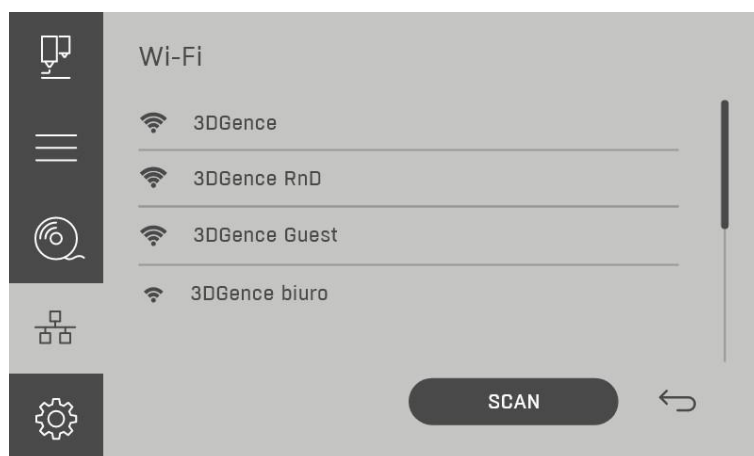 Wi-Fi
3DGence
3DGence RnD
3DGence Guest
3DGence biuro
SCAN